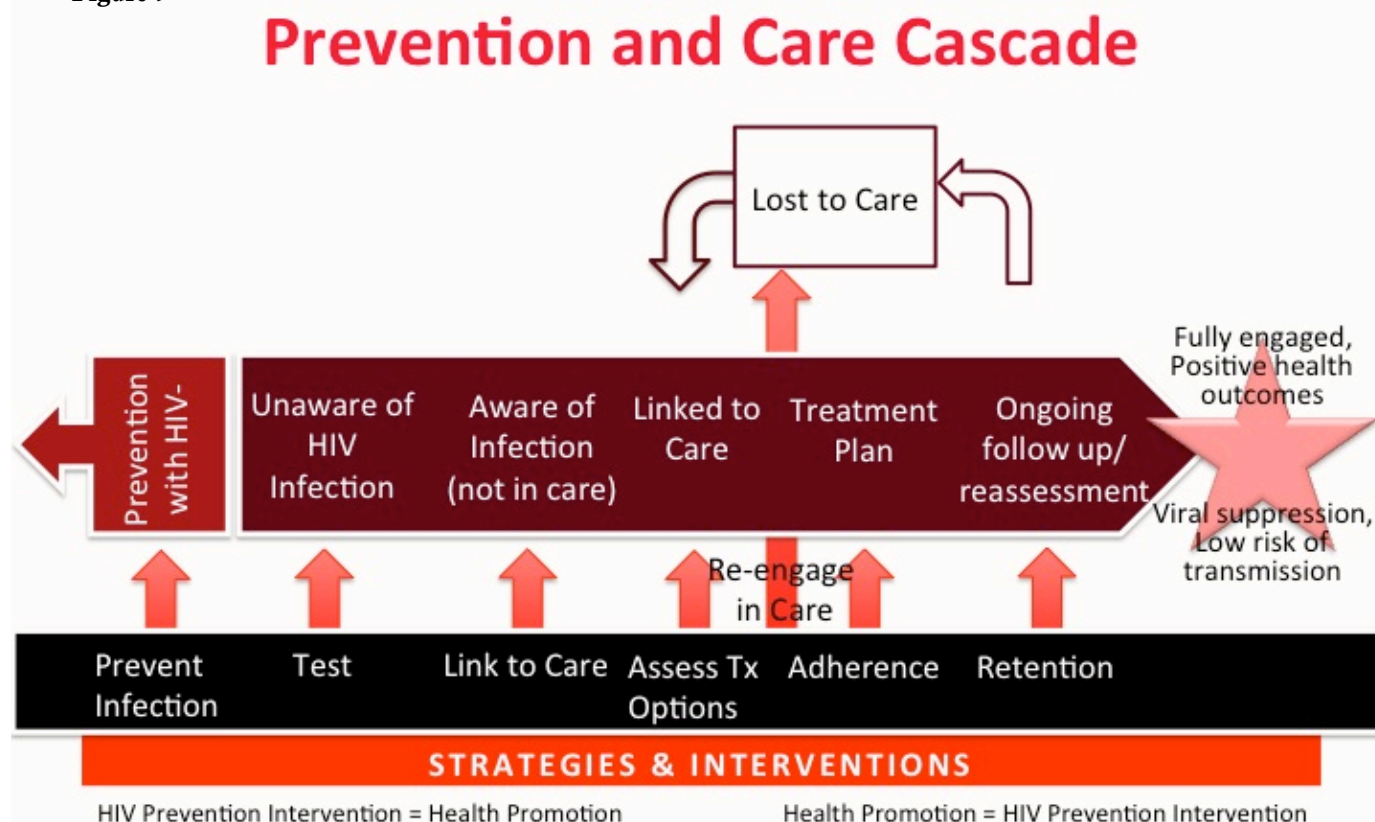 Prevention and Care Cascade
Lost to Care
Prevention
with HIV-
Unaware of
HIV
Infection
Aware of
Infection
(not in care)
Linked to
Care
Treatment
Plan
Ongoing
follow up/
reassessment
Fully engaged,
Positive health
outcomes
Viral suppression,
Low risk of
transmission
Re-engage
in Care
Prevent
Infection
Test
Link to Care
Assess Tx
Options
Adherence
Retention
STRATEGIES & INTERVENTIONS
HIV Prevention Intervention = Health Promotion
Health Promotion = HIV Prevention Intervention